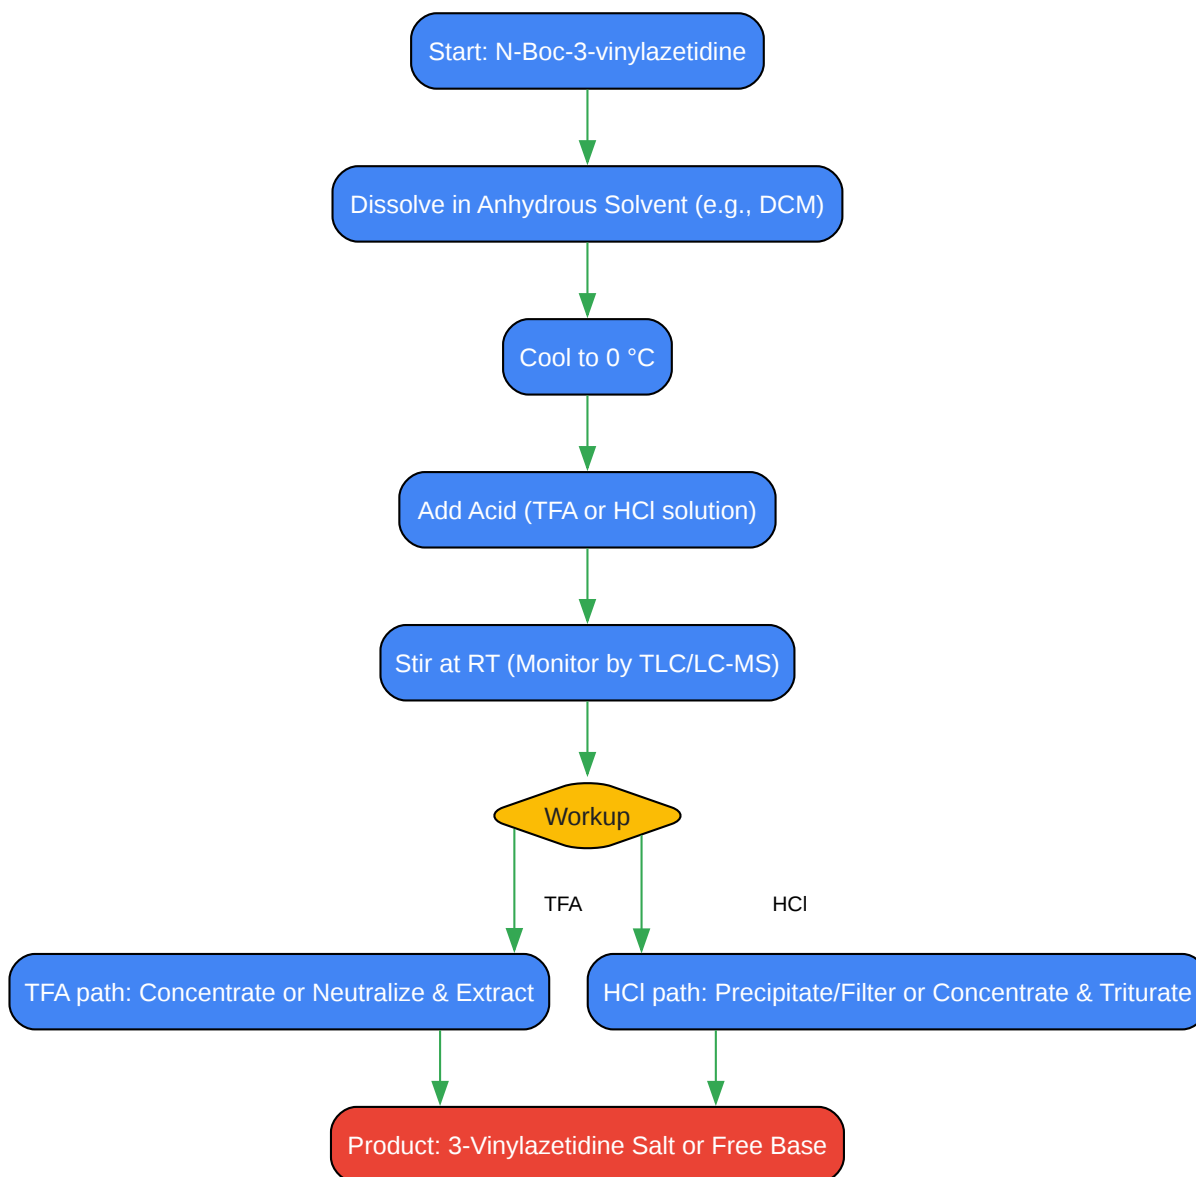 Start: N-Boc-3-vinylazetidine
Dissolve in Anhydrous Solvent (e.g., DCM)
Cool to 0 °C
Add Acid (TFA or HCl solution)
Stir at RT (Monitor by TLC/LC-MS)
Workup
TFA
HCl
TFA path: Concentrate or Neutralize & Extract
HCl path: Precipitate/Filter or Concentrate & Triturate
Product: 3-Vinylazetidine Salt or Free Base